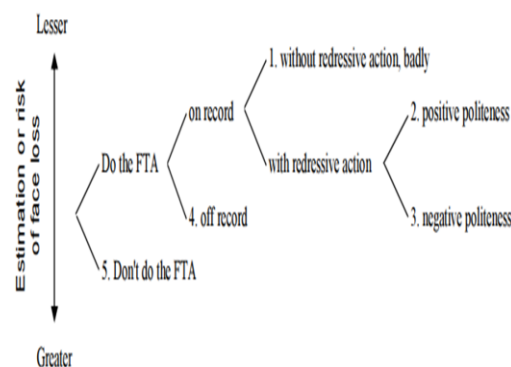 Lesser
1. without redressive action, badly
on record
2. positive politeness
Do the FTA
with redressive action
4. off record
3. negative politeness
5. Don't do the FTA
Greater
Estimation or risk
of face loss